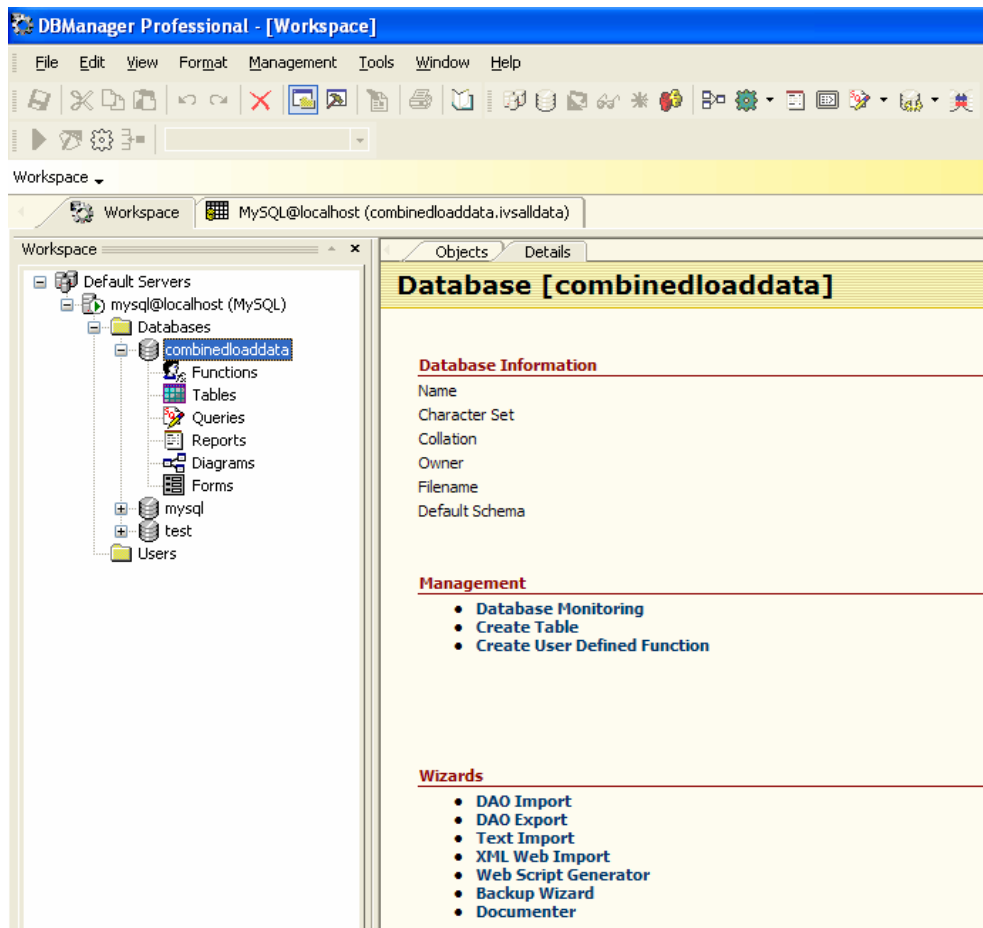 DBManager Professional - [Workspace]
File Edit View Format Management Tools Window Help
Workspace
Workspace MySQL@localhost (combinedloaddata.ivsalldata)
Workspace
Default Servers
mysql@localhost (MySQL)
Databases
combinedloaddata
Functions
Tables
Queries
Reports
Diagrams
Forms
mysql
test
Users
Objects Details
Database [combinedloaddata]
Database Information
Name
Character Set
Collation
Owner
Filename
Default Schema
Management
• Database Monitoring
• Create Table
• Create User Defined Function
Wizards
• DAO Import
• DAO Export
• Text Import
• XML Web Import
• Web Script Generator
• Backup Wizard
• Documenter